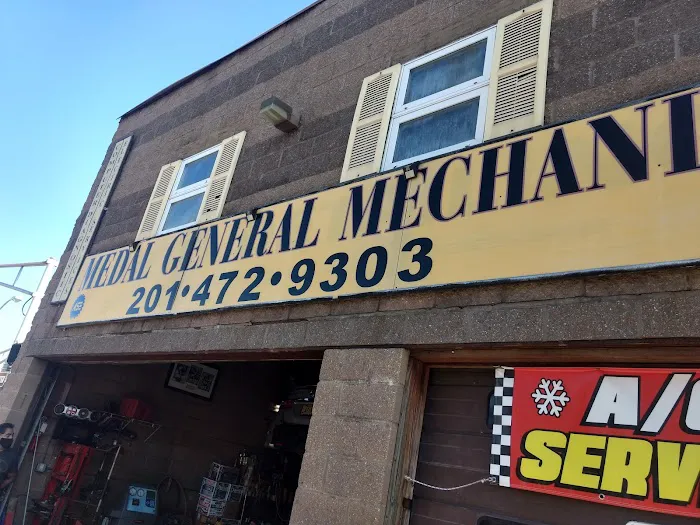 MEDAL GENERAL MECHANI
201•472•9303
A/
SERV